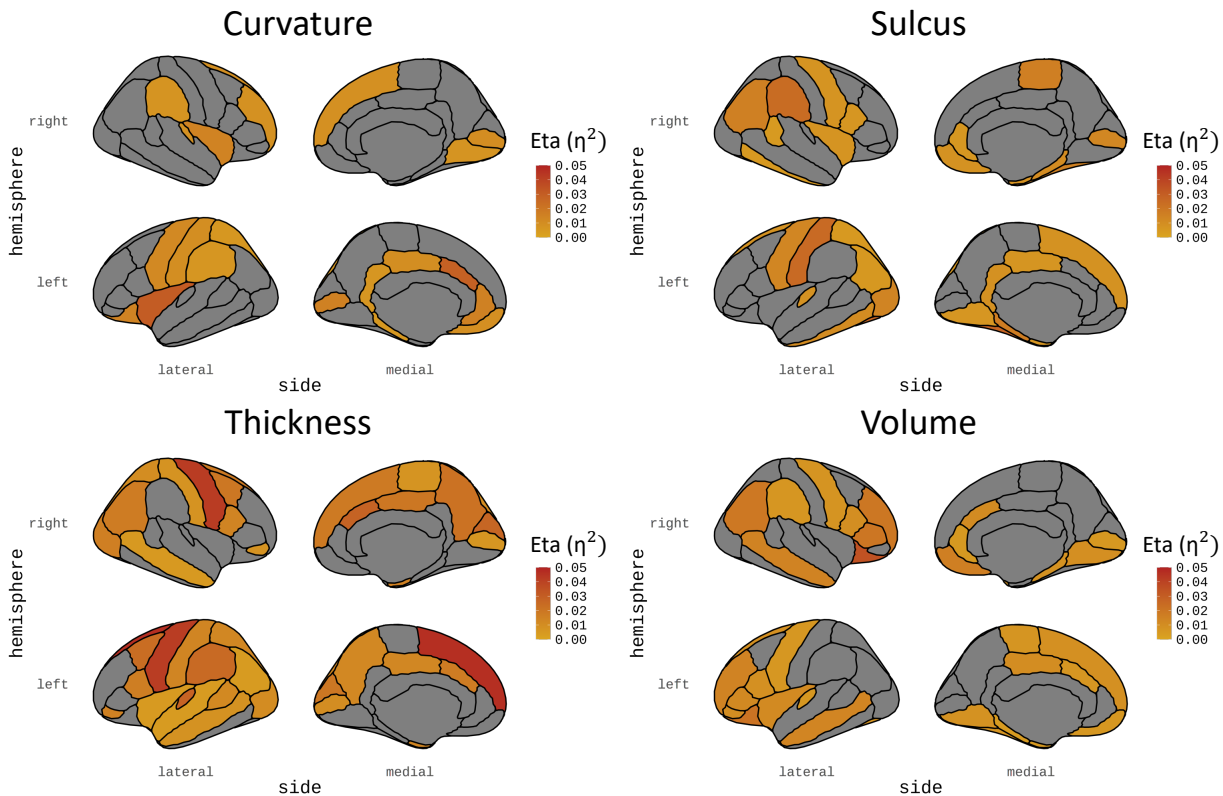 Curvature
hemisphere
right
left
lateral
medial
side
Eta (η²)
0.05
0.04
0.03
0.02
0.01
0.00
Sulcus
hemisphere
right
left
lateral
medial
side
Eta (η²)
0.05
0.04
0.03
0.02
0.01
0.00
Thickness
hemisphere
right
left
lateral
medial
side
Eta (η²)
0.05
0.04
0.03
0.02
0.01
0.00
Volume
hemisphere
right
left
lateral
medial
side
Eta (η²)
0.05
0.04
0.03
0.02
0.01
0.00